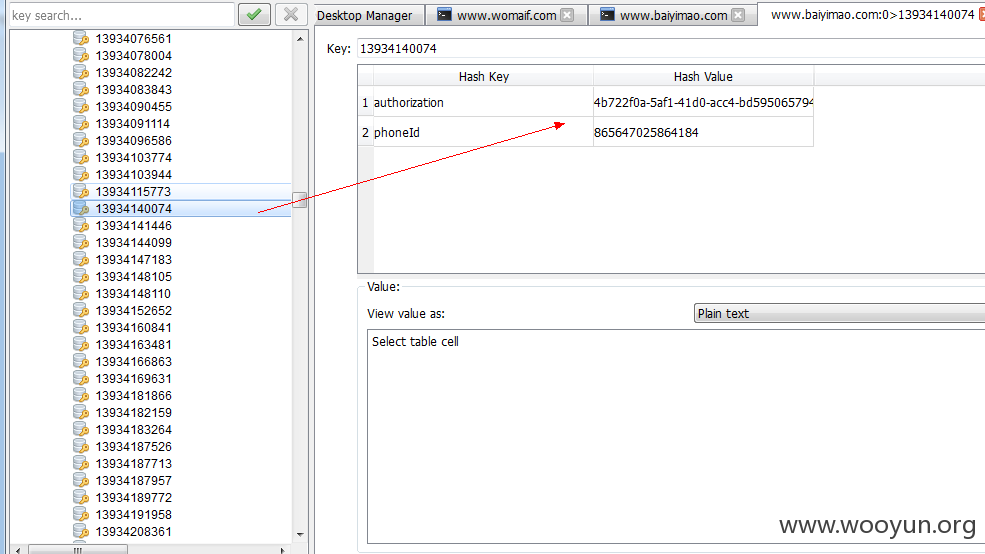 key search...
Desktop Manager
www.womaif.com
www.baiyimao.com
www.baiyimao.com:0>13934140074
13934076561
13934078004
13934082242
13934083843
13934090455
13934091114
13934096586
13934103774
13934103944
13934115773
13934140074
13934141446
13934144099
13934147183
13934148105
13934148110
13934152652
13934160841
13934163481
13934166863
13934169631
13934181866
13934182159
13934183264
13934187526
13934187713
13934187957
13934189772
13934191958
13934208361
Key: 13934140074
Hash Key Hash Value
1 authorization 4b722f0a-5af1-41d0-acc4-bd595065794
2 phoneId 865647025864184
Value:
View value as: Plain text
Select table cell
www.wooyun.org